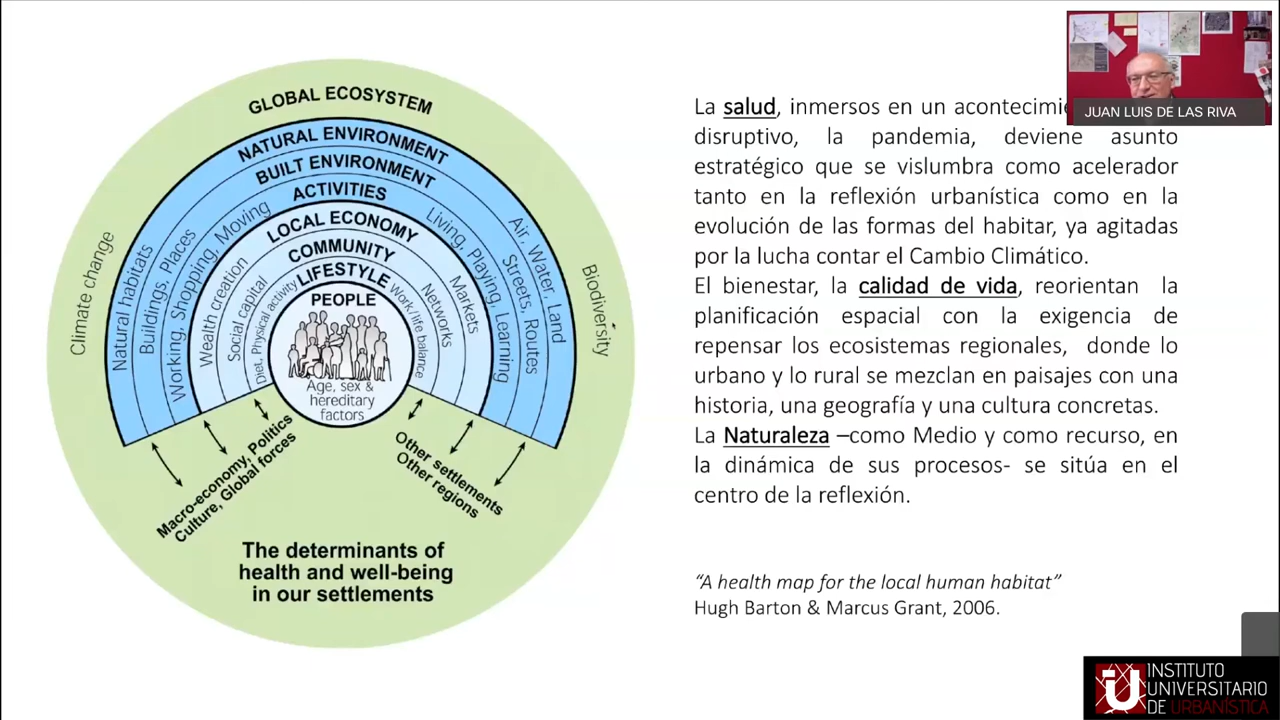 GLOBAL ECOSYSTEM
NATURAL ENVIRONMENT
BUILT ENVIRONMENT
ACTIVITIES
LOCAL ECONOMY
COMMUNITY
LIFESTYLE
PEOPLE
Age, sex &
hereditary
factors
Climate change
Natural habitats
Buildings, Places
Working, Shopping, Moving
Wealth creation
Social capital
Diet, Physical activity
Work/life balance
Networks
Markets
Living, Playing, Learning
Streets, Routes
Air, Water, Land
Biodiversity
Macro-economy, Politics
Culture, Global forces
Other settlements
Other regions
The determinants of
health and well-being
in our settlements
JUAN LUIS DE LAS RIVA
La salud, inmersos en un
disruptivo, la pandemia, deviene asunto
estratégico que se vislumbra como acelerador
tanto en la reflexión urbanística como en la
evolución de las formas del habitar, ya agitadas
por la lucha contar el Cambio Climático.
El bienestar, la calidad de vida, reorientan la
planificación espacial con la exigencia de
repensar los ecosistemas regionales, donde lo
urbano y lo rural se mezclan en paisajes con una
historia, una geografía y una cultura concretas.
La Naturaleza –como Medio y como recurso, en
la dinámica de sus procesos- se sitúa en el
centro de la reflexión.
“A health map for the local human habitat”
Hugh Barton & Marcus Grant, 2006.
iU INSTITUTO
UNIVERSITARIO
DE URBANÍSTICA